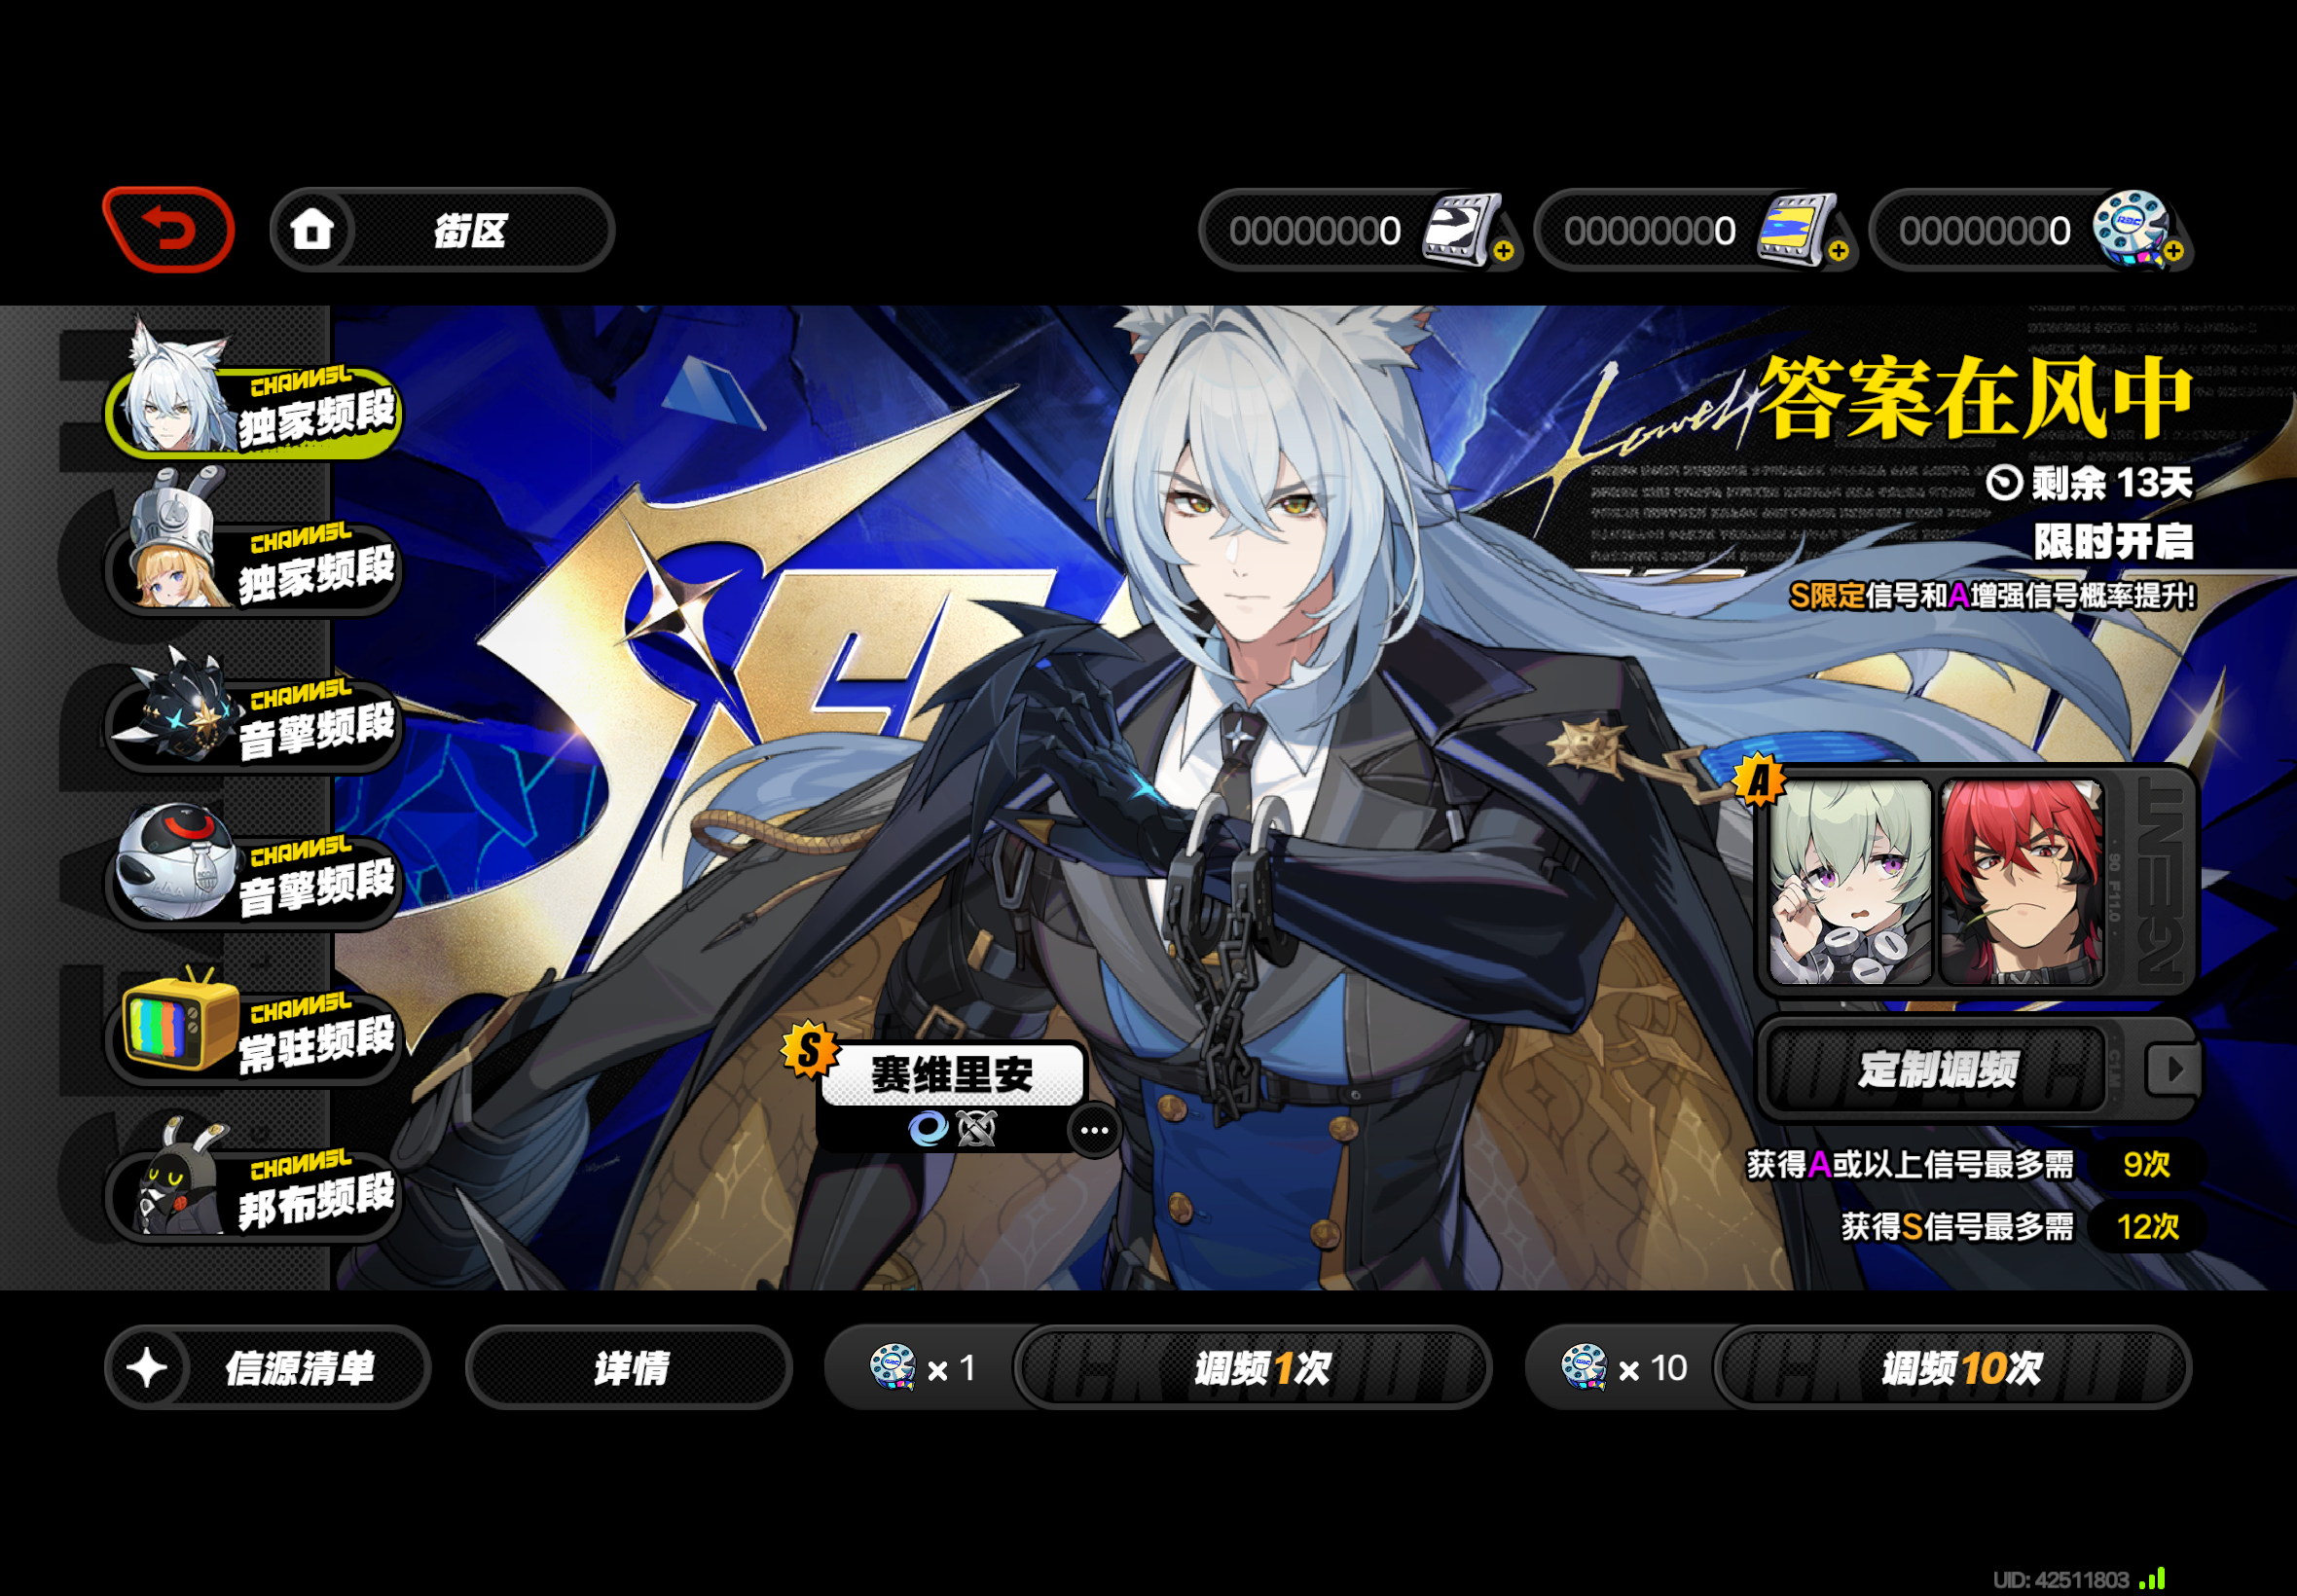 街区
000000000
000000000
000000000
CHANNEL
独家频段
CHANNEL
独家频段
CHANNEL
音擎频段
CHANNEL
音擎频段
CHANNEL
常驻频段
CHANNEL
邦布频段
答案在风中
剩余 13天
限时开启
S限定信号和A增强信号概率提升!
A
AGENT
定制调频
S
赛维里安
获得A或以上信号最多需 9次
获得S信号最多需 12次
信源清单
详情
× 1
调频1次
× 10
调频10次
UID: 42511803